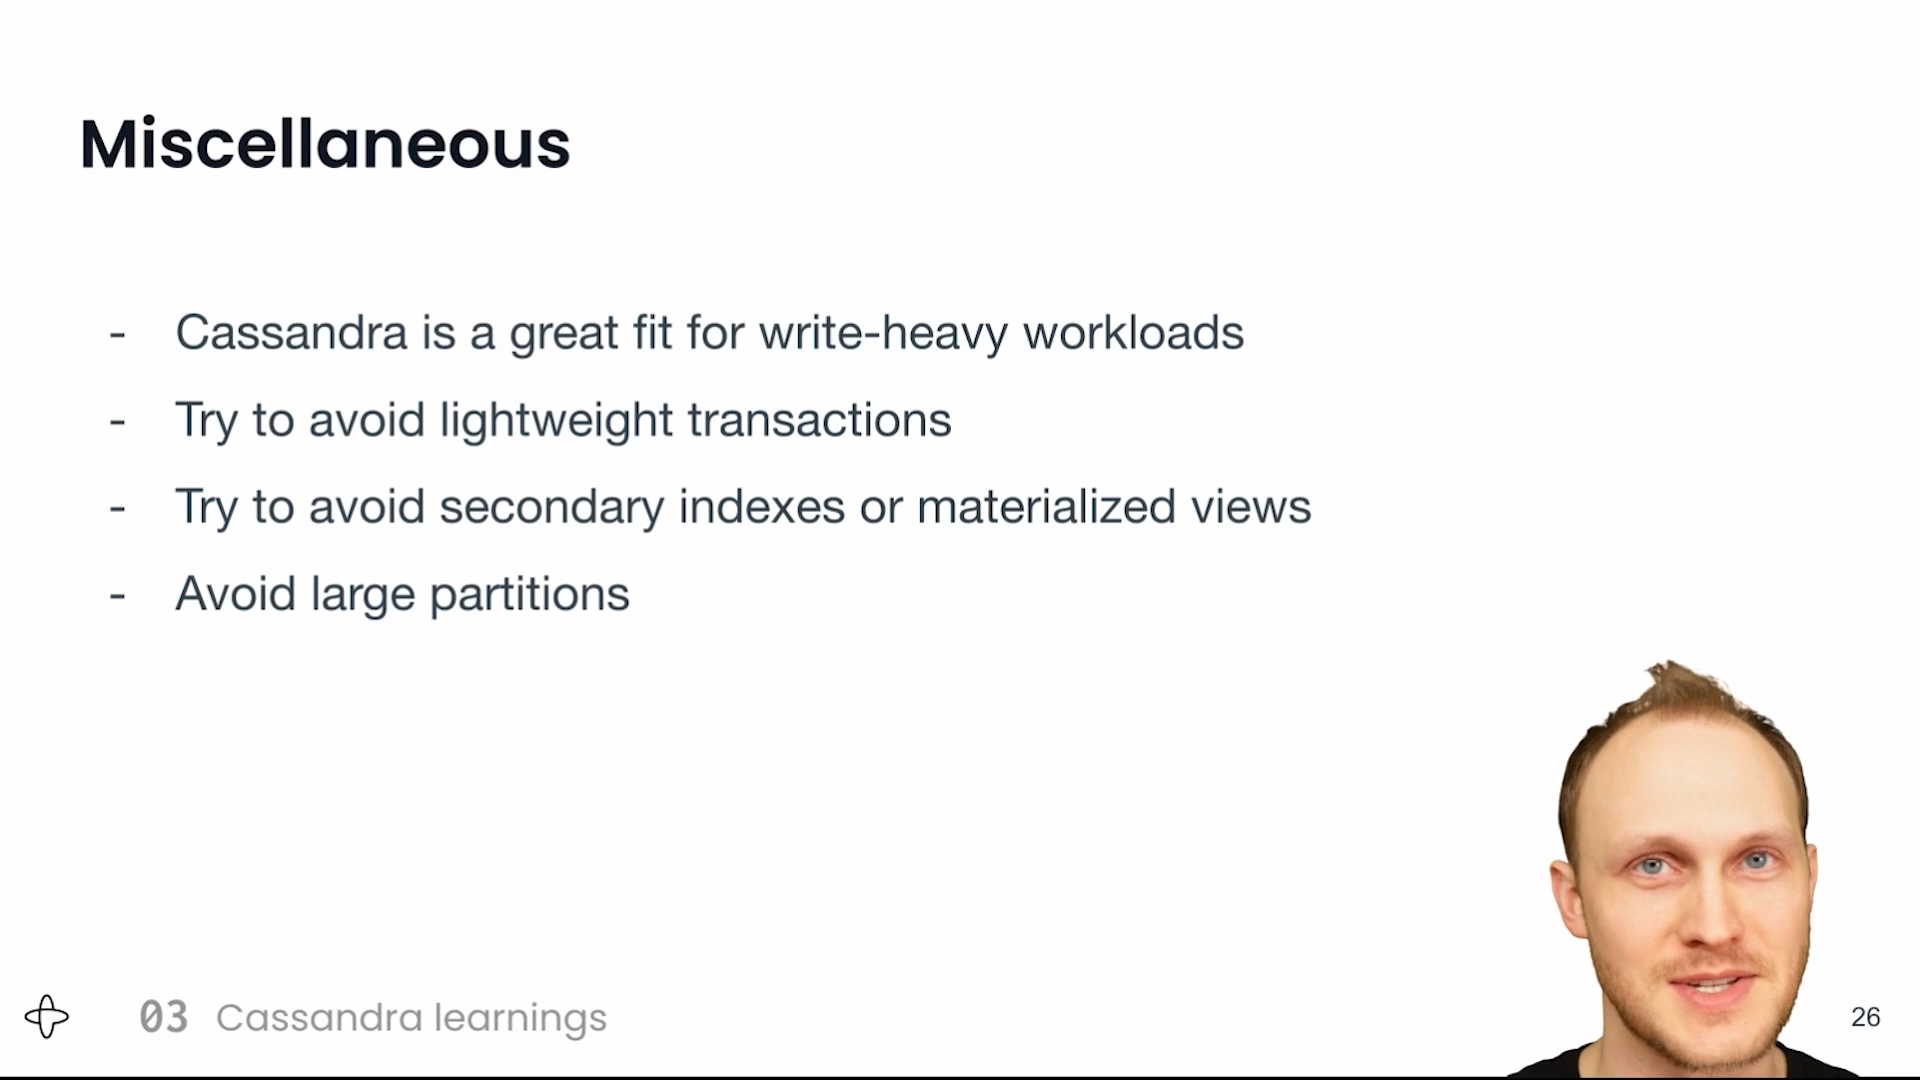 Miscellaneous
- Cassandra is a great fit for write-heavy workloads
- Try to avoid lightweight transactions
- Try to avoid secondary indexes or materialized views
- Avoid large partitions
03 Cassandra learnings
26